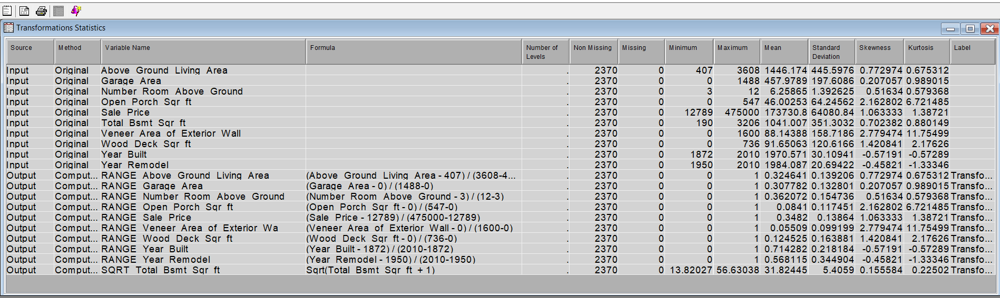 Transformations Statistics
Source Method Variable Name Formula Number of Levels Non Missing Missing Minimum Maximum Mean Standard Deviation Skewness Kurtosis Label
Input Original Above Ground Living Area . 2370 0 407 3608 1446.174 445.5976 0.772974 0.675312
Input Original Garage Area . 2370 0 0 1488 457.9789 197.6086 0.207057 0.989015
Input Original Number Room Above Ground . 2370 0 3 12 6.25865 1.392625 0.51634 0.579368
Input Original Open Porch Sqr ft . 2370 0 0 547 46.00253 64.24562 2.162802 6.721485
Input Original Sale Price . 2370 0 12789 475000 173730.8 64080.84 1.063333 1.38721
Input Original Total Bsmt Sqr ft . 2370 0 190 3206 1041.007 351.3032 0.702382 0.880149
Input Original Veneer Area of Exterior Wall . 2370 0 0 1600 88.14388 158.7186 2.779474 11.75499
Input Original Wood Deck Sqr ft . 2370 0 0 736 91.65063 120.6166 1.420841 2.17626
Input Original Year Built . 2370 0 1872 2010 1970.571 30.10941 -0.57191 -0.57289
Input Original Year Remodel . 2370 0 1950 2010 1984.087 20.69422 -0.45821 -1.33346
Output Comput... RANGE Above Ground Living Area (Above Ground Living Area - 407) / (3608-4... . 2370 0 0 1 0.324641 0.139206 0.772974 0.675312 Transfo...
Output Comput... RANGE Garage Area (Garage Area - 0) / (1488-0) . 2370 0 0 1 0.307782 0.132801 0.207057 0.989015 Transfo...
Output Comput... RANGE Number Room Above Ground (Number Room Above Ground - 3) / (12-3) . 2370 0 0 1 0.362072 0.154736 0.51634 0.579368 Transfo...
Output Comput... RANGE Open Porch Sqr ft (Open Porch Sqr ft - 0) / (547-0) . 2370 0 0 1 0.0841 0.117451 2.162802 6.721485 Transfo...
Output Comput... RANGE Sale Price (Sale Price - 12789) / (475000-12789) . 2370 0 0 1 0.3482 0.13864 1.063333 1.38721 Transfo...
Output Comput... RANGE Veneer Area of Exterior Wa (Veneer Area of Exterior Wall - 0) / (1600-0) . 2370 0 0 1 0.05509 0.099199 2.779474 11.75499 Transfo...
Output Comput... RANGE Wood Deck Sqr ft (Wood Deck Sqr ft - 0) / (736-0) . 2370 0 0 1 0.124525 0.163881 1.420841 2.17626 Transfo...
Output Comput... RANGE Year Built (Year Built - 1872) / (2010-1872) . 2370 0 0 1 0.714282 0.218184 -0.57191 -0.57289 Transfo...
Output Comput... RANGE Year Remodel (Year Remodel - 1950) / (2010-1950) . 2370 0 0 1 0.568115 0.344904 -0.45821 -1.33346 Transfo...
Output Comput... SQRT Total Bsmt Sqr ft Sqrt(Total Bsmt Sqr ft + 1) . 2370 0 13.82027 56.63038 31.82445 5.4059 0.155584 0.22502 Transfo...